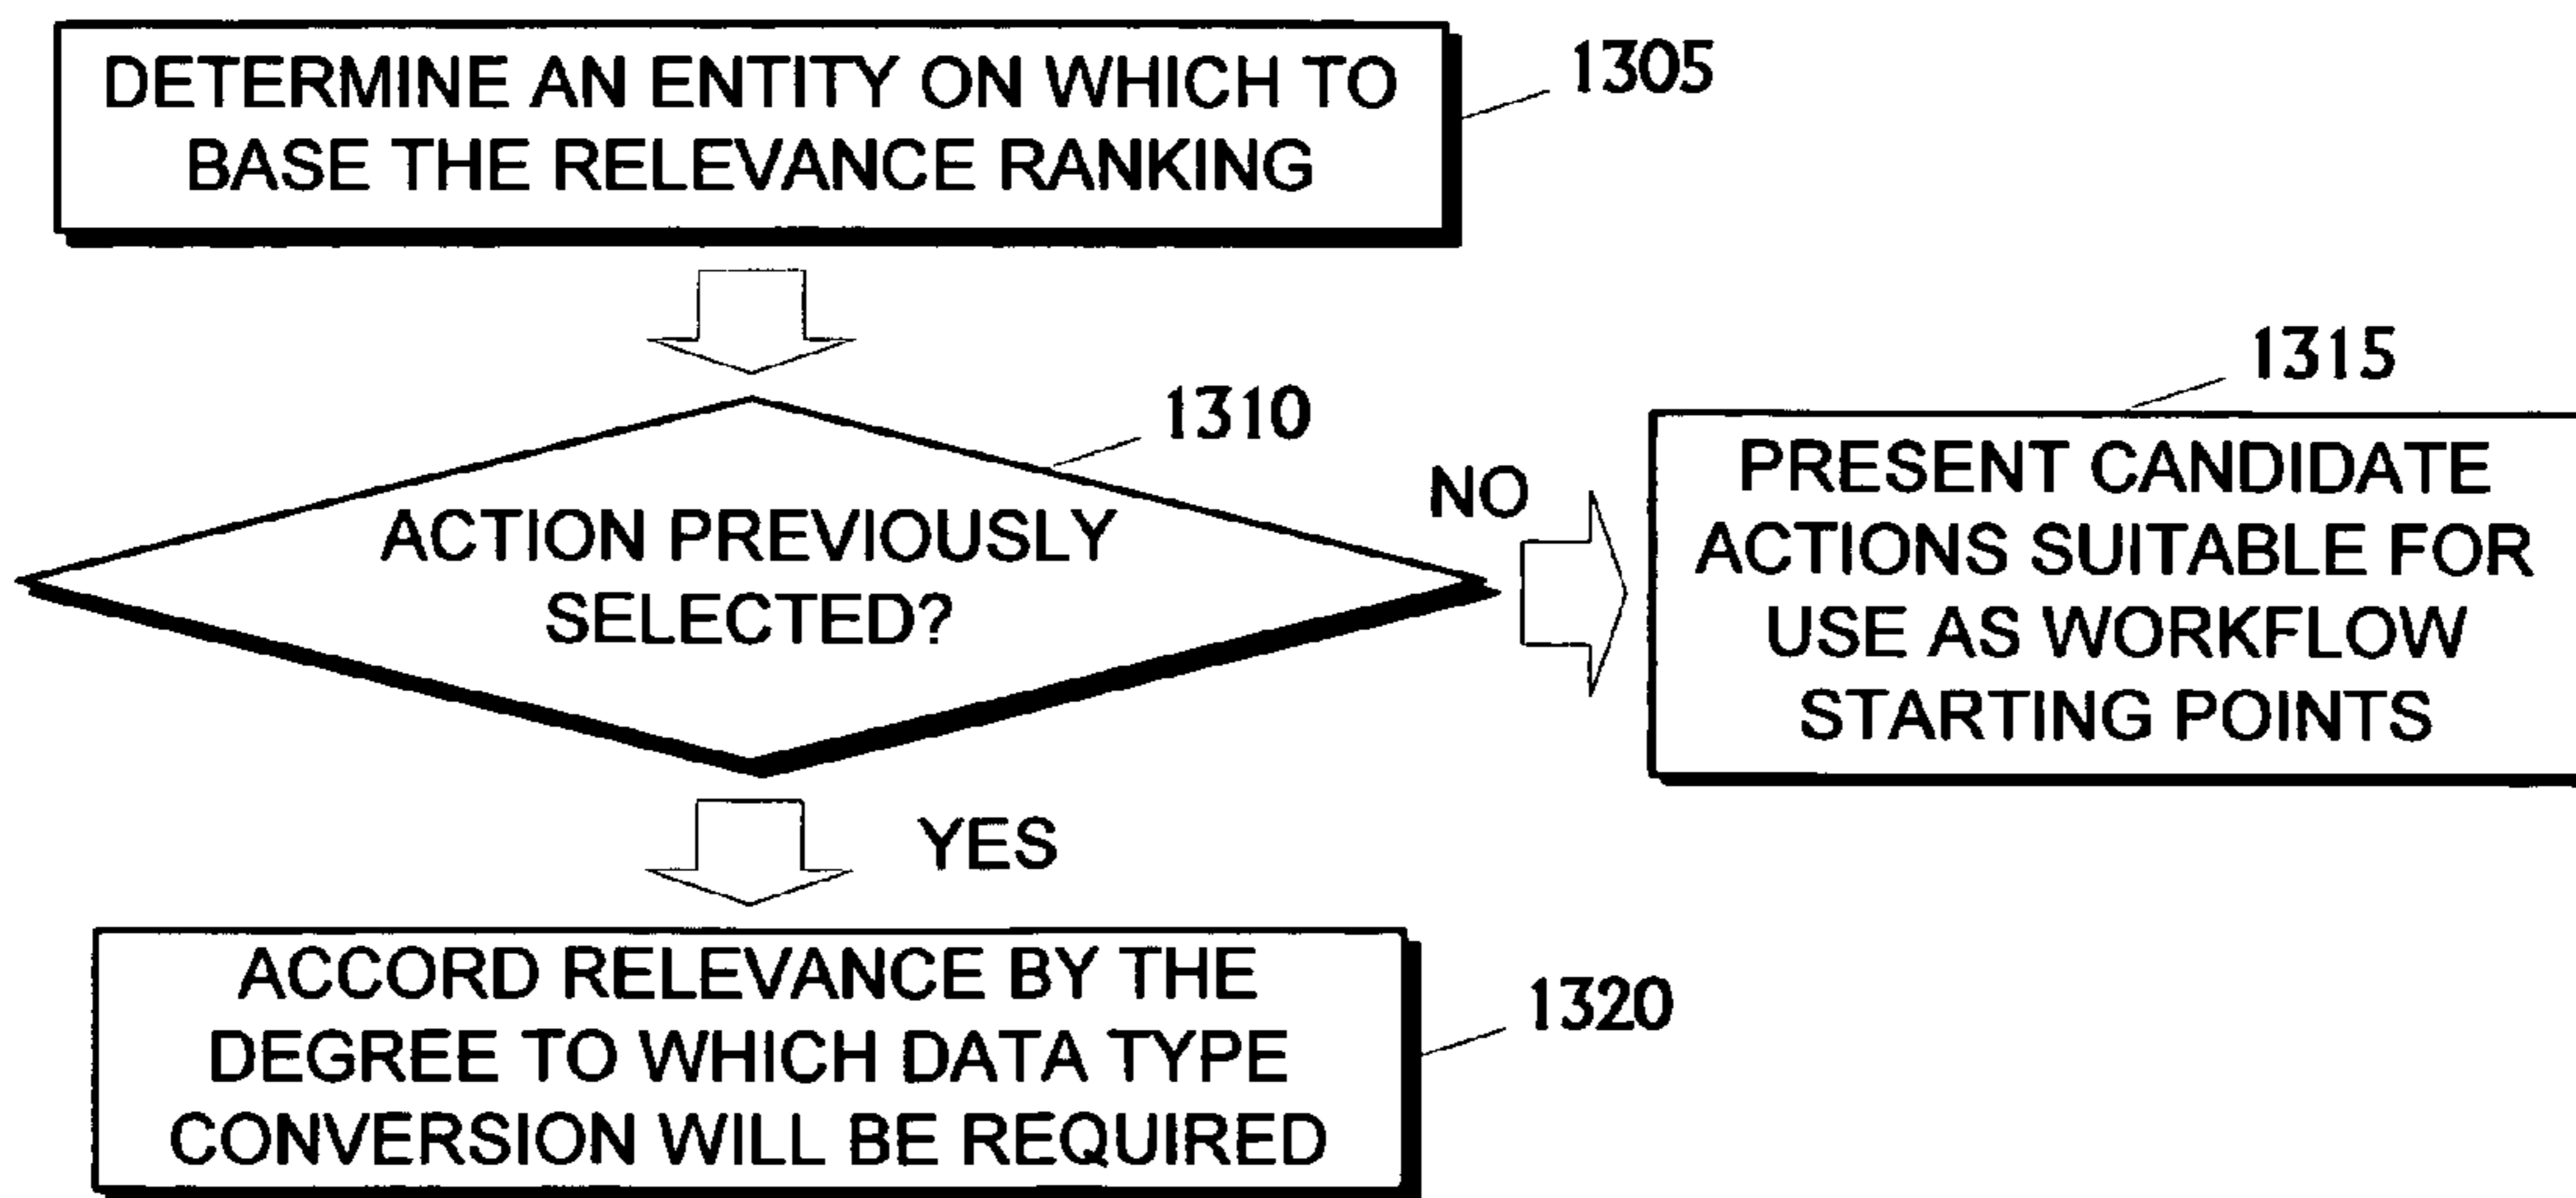 DETERMINE AN ENTITY ON WHICH TO
BASE THE RELEVANCE RANKING
1305
1310
ACTION PREVIOUSLY
SELECTED?
NO
1315
PRESENT CANDIDATE
ACTIONS SUITABLE FOR
USE AS WORKFLOW
STARTING POINTS
YES
ACCORD RELEVANCE BY THE
DEGREE TO WHICH DATA TYPE
CONVERSION WILL BE REQUIRED
1320